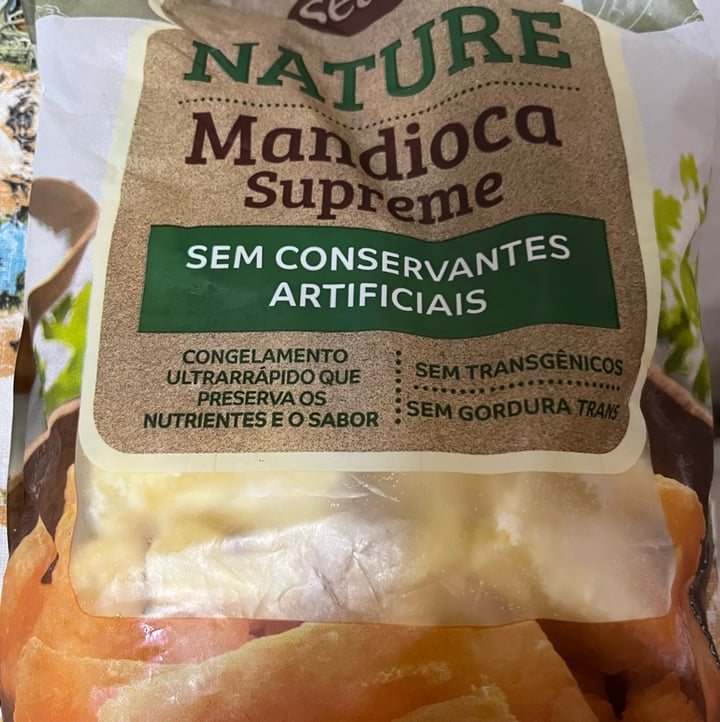 NATURE
Mandioca
Supreme
SEM CONSERVANTES
ARTIFICIAIS
CONGELAMENTO
ULTRARRÁPIDO QUE
PRESERVA OS
NUTRIENTES E O SABOR
SEM TRANSGÊNICOS
SEM GORDURA TRANS